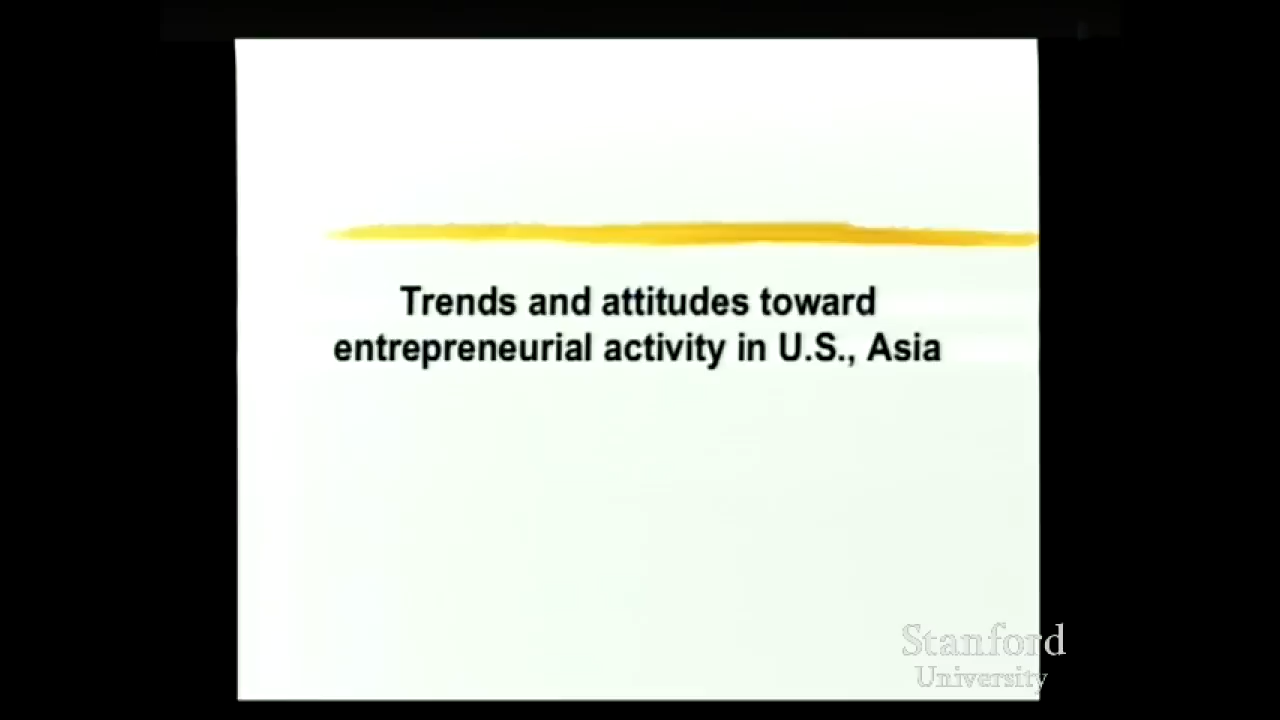 Trends and attitudes toward
entrepreneurial activity in U.S., Asia
Stanford
University